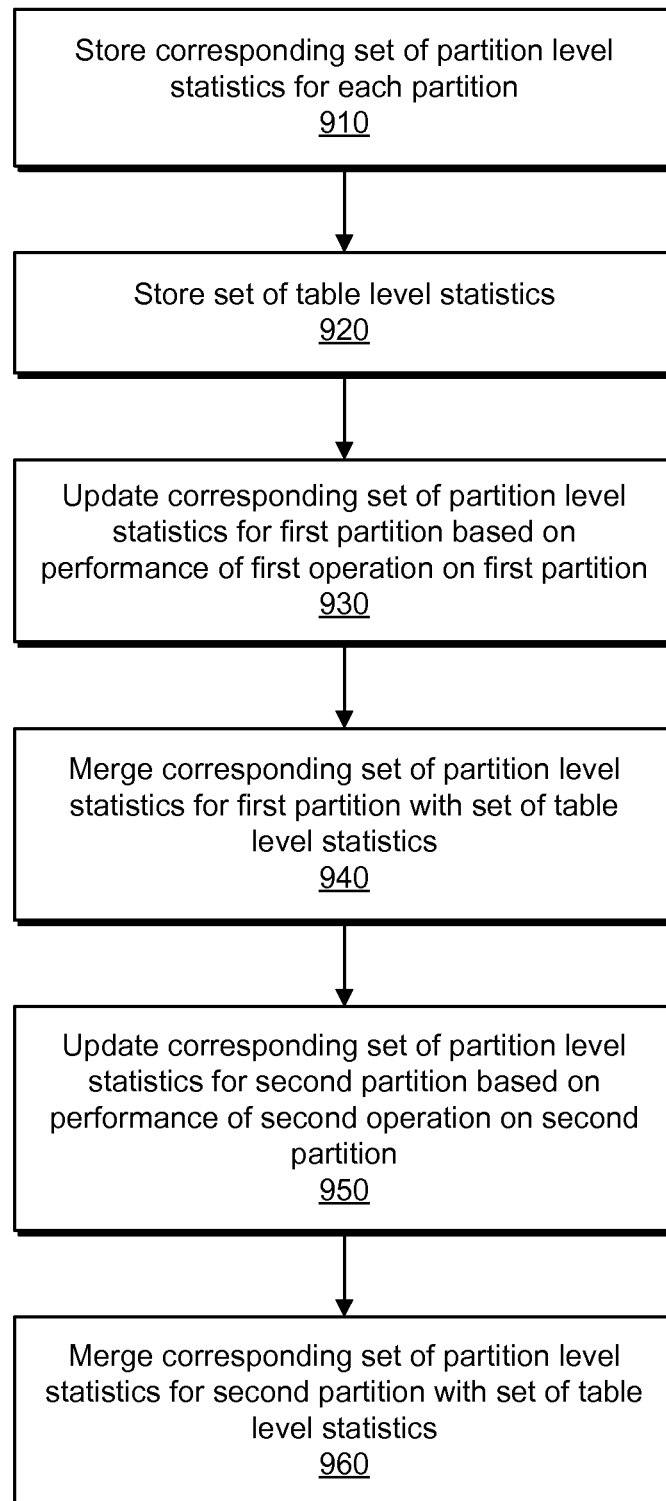 Store corresponding set of partition level
statistics for each partition
910
Store set of table level statistics
920
Update corresponding set of partition level
statistics for first partition based on
performance of first operation on first partition
930
Merge corresponding set of partition level
statistics for first partition with set of table
level statistics
940
Update corresponding set of partition level
statistics for second partition based on
performance of second operation on second
partition
950
Merge corresponding set of partition level
statistics for second partition with set of table
level statistics
960